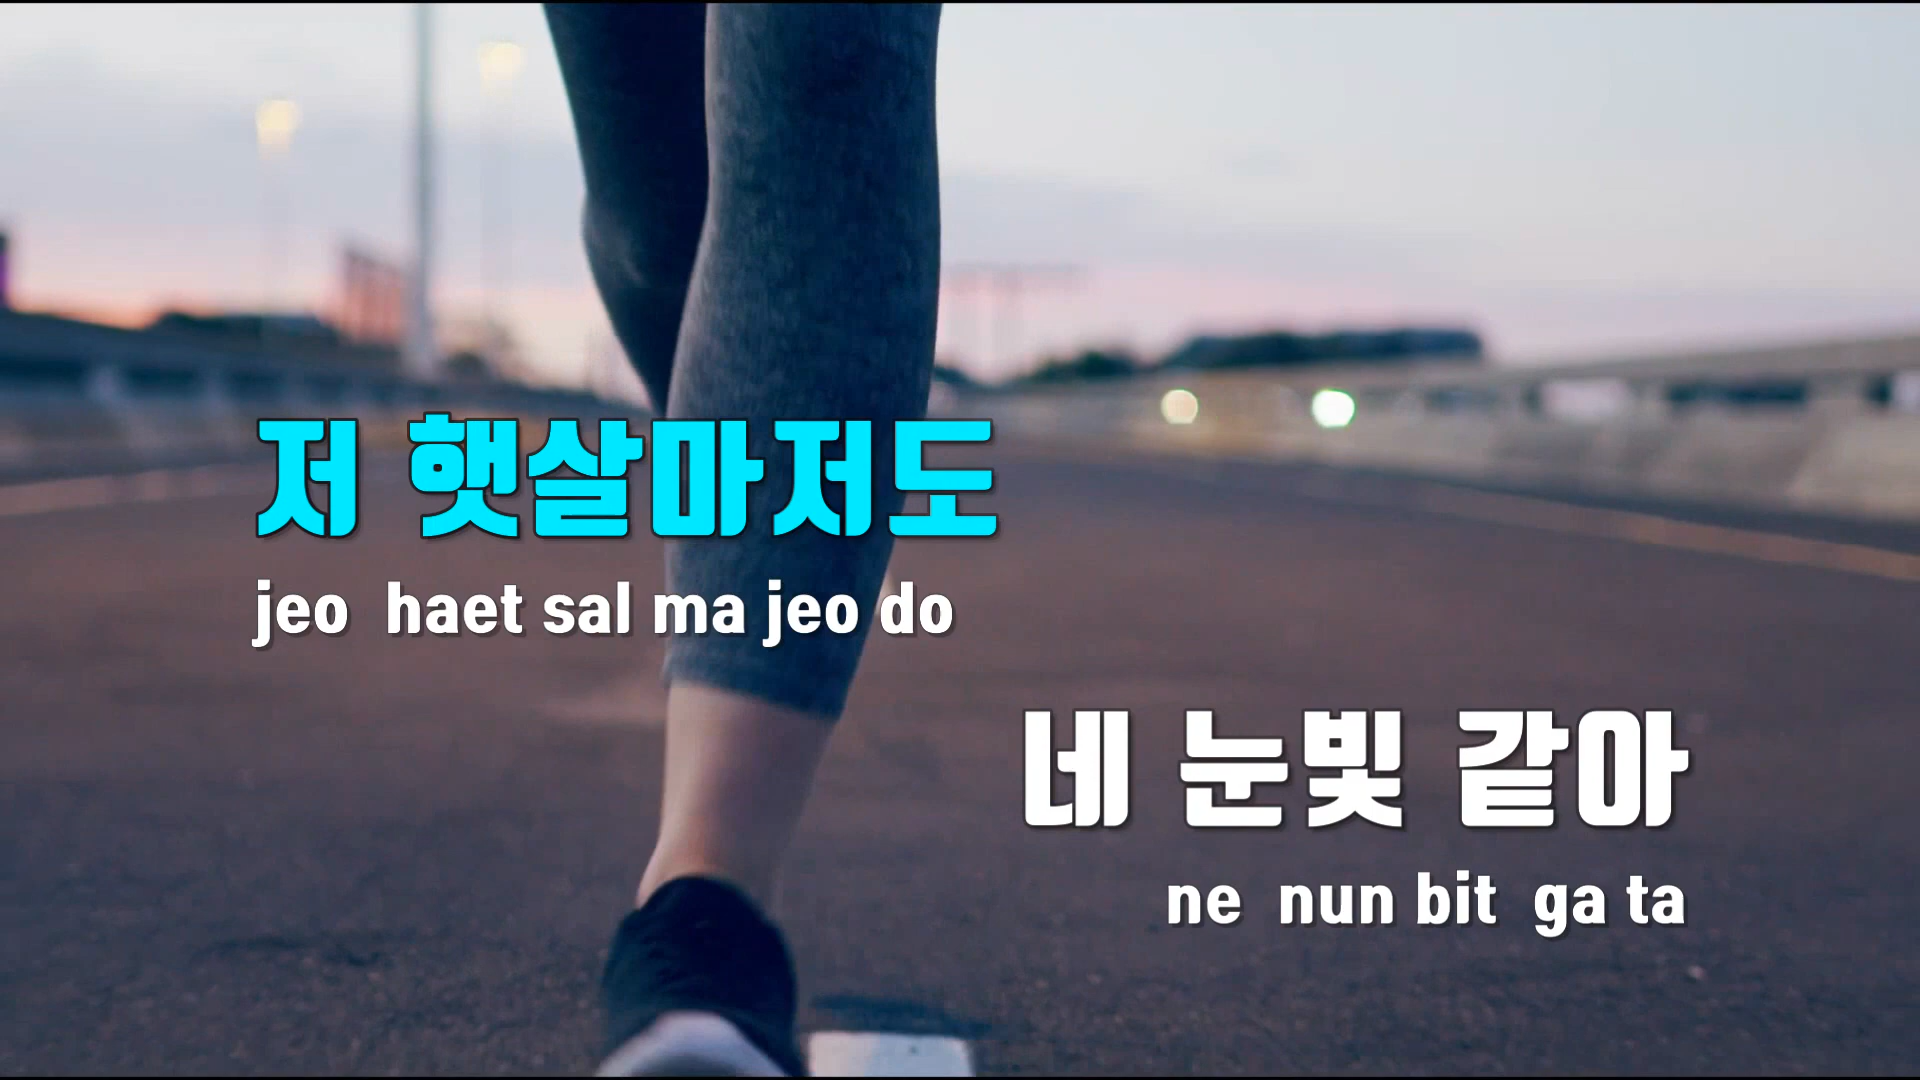 저 햇살마저도
jeo haet sal ma jeo do
네 눈빛 같아
ne nun bit ga ta